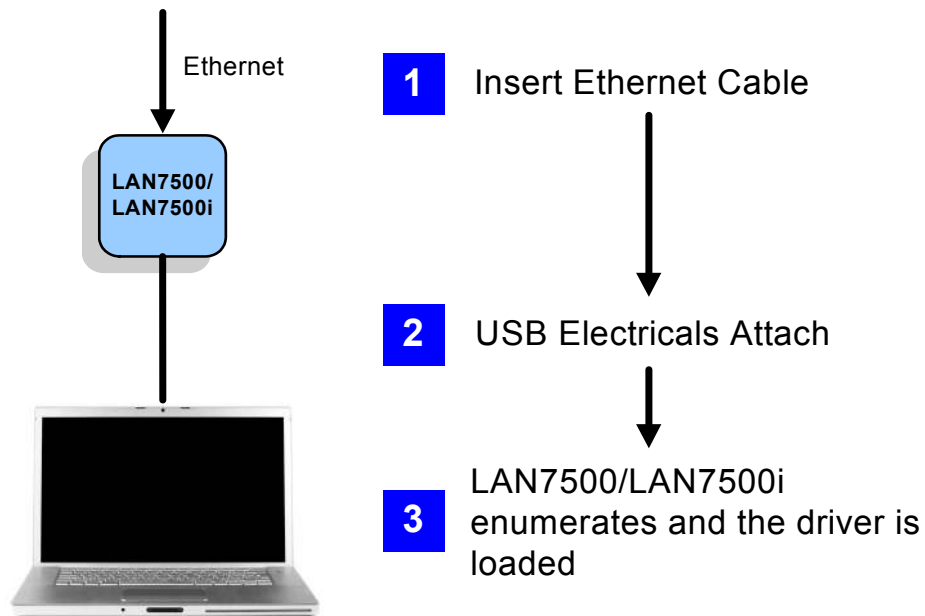 Ethernet
LAN7500/
LAN7500i
1 Insert Ethernet Cable
2 USB Electricals Attach
3 LAN7500/LAN7500i
enumerates and the driver is
loaded